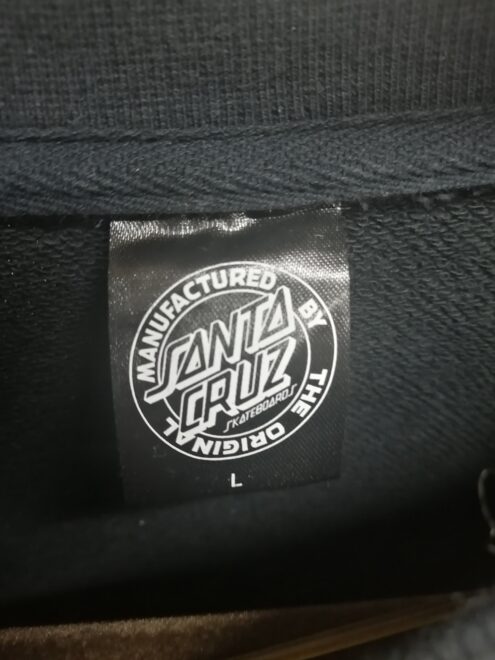 MANUFACTURED BY THE ORIGINAL
SANTA
CRUZ
SKATEBOARDS
L